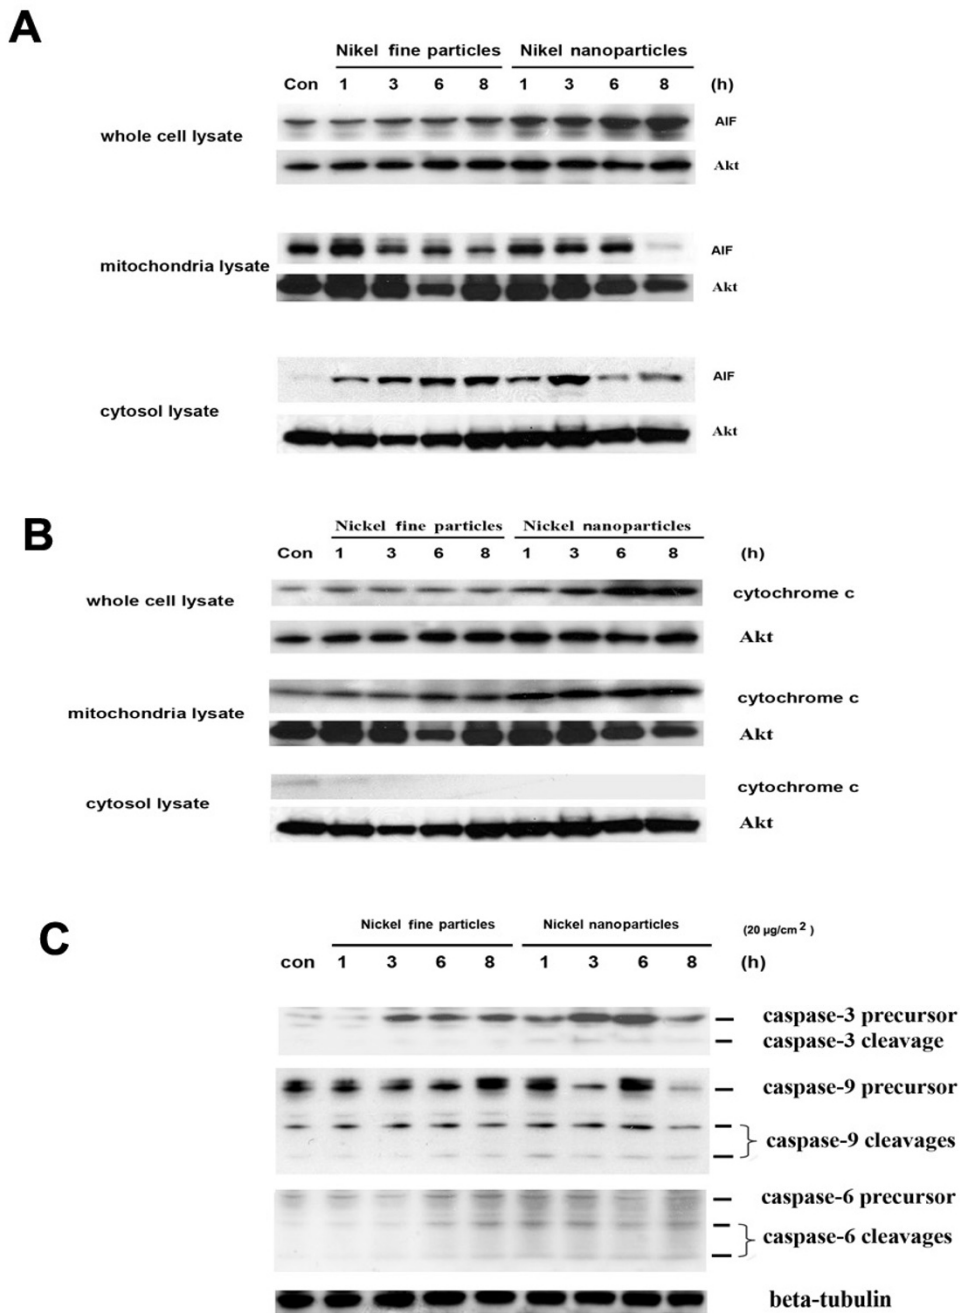 A
Nikel fine particles Nikel nanoparticles
Con 1 3 6 8 1 3 6 8 (h)
AIF
whole cell lysate
Akt
AIF
mitochondria lysate
Akt
AIF
cytosol lysate
Akt
B
Nickel fine particles Nickel nanoparticles
Con 1 3 6 8 1 3 6 8 (h)
cytochrome c
whole cell lysate
Akt
cytochrome c
mitochondria lysate
Akt
cytochrome c
cytosol lysate
Akt
C
Nickel fine particles Nickel nanoparticles (20 µg/cm²)
con 1 3 6 8 1 3 6 8 (h)
caspase-3 precursor
caspase-3 cleavage
caspase-9 precursor
caspase-9 cleavages
caspase-6 precursor
caspase-6 cleavages
beta-tubulin